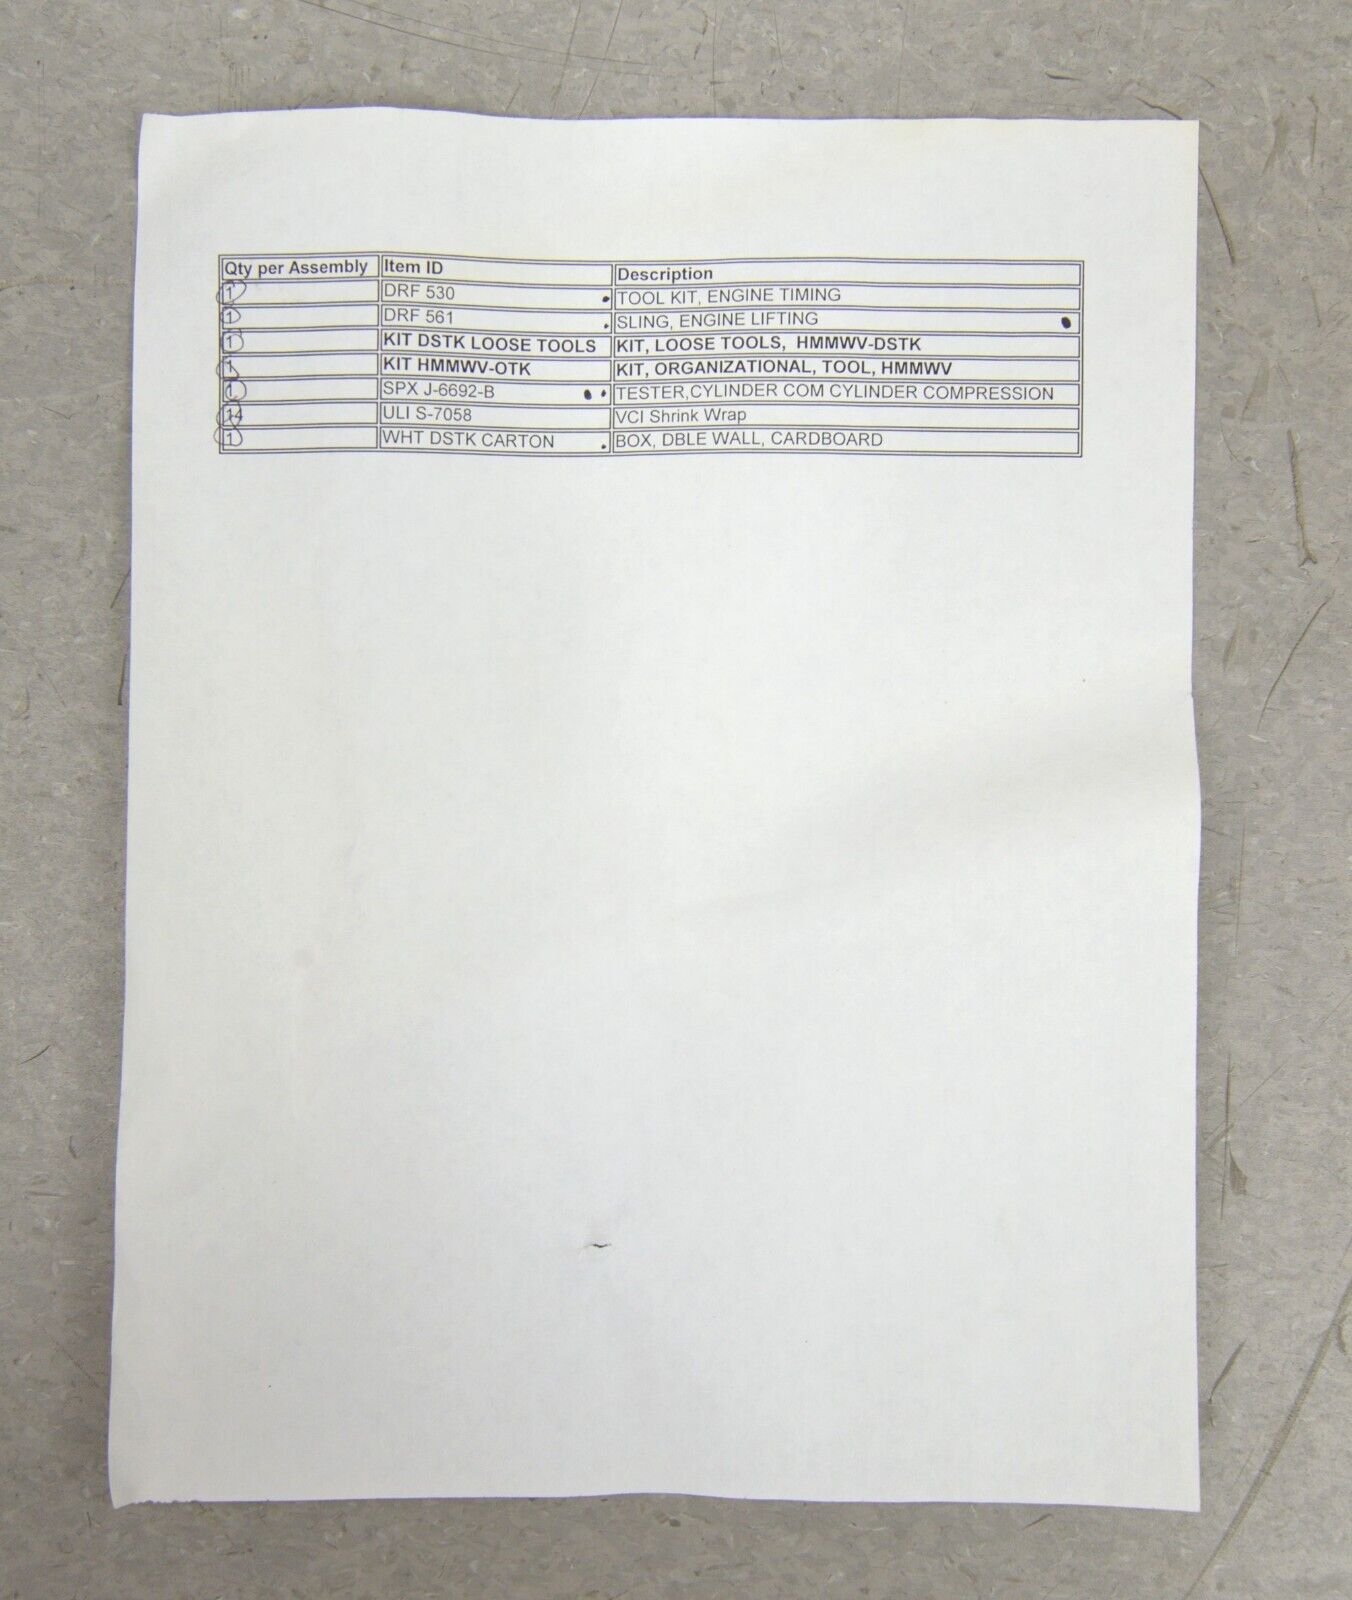 Qty per Assembly Item ID Description
1 DRF 530 TOOL KIT, ENGINE TIMING
1 DRF 561 SLING, ENGINE LIFTING
1 KIT DSTK LOOSE TOOLS KIT, LOOSE TOOLS, HMMWV-DSTK
1 KIT HMMWV-OTK KIT, ORGANIZATIONAL, TOOL, HMMWV
1 SPX J-6692-B TESTER,CYLINDER COM CYLINDER COMPRESSION
14 ULI S-7058 VCI Shrink Wrap
1 WHT DSTK CARTON BOX, DBLE WALL, CARDBOARD